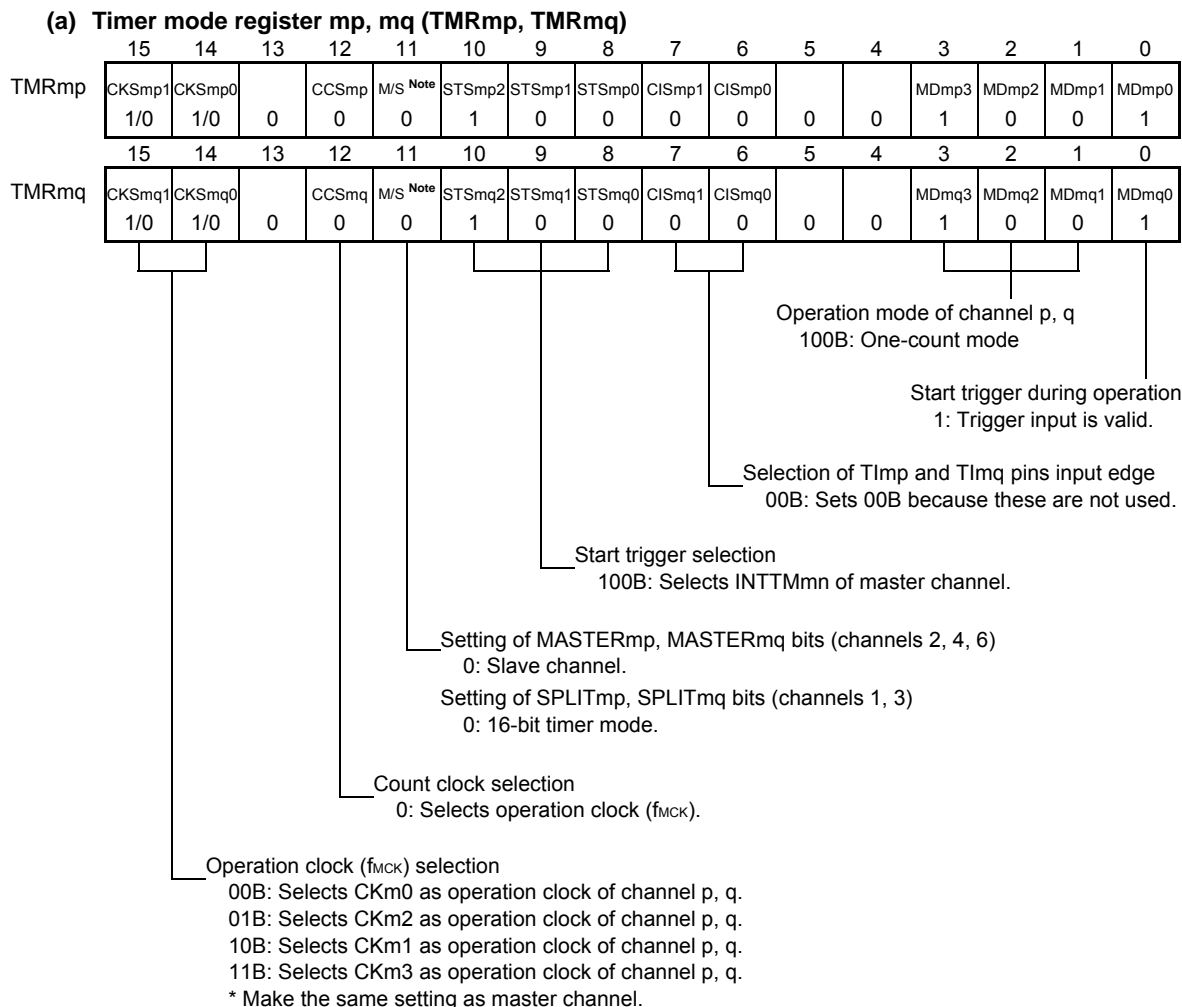 (a) Timer mode register mp, mq (TMRmp, TMRmq)
15 14 13 12 11 10 9 8 7 6 5 4 3 2 1 0
TMRmp CKSmp1 CKSmp0 CCSmp M/S Note STSmp2 STSmp1 STSmp0 CISmp1 CISmp0 MDmp3 MDmp2 MDmp1 MDmp0
1/0 1/0 0 0 0 1 0 0 0 0 0 0 1 0 0 1
15 14 13 12 11 10 9 8 7 6 5 4 3 2 1 0
TMRmq CKSmq1 CKSmq0 CCSmq M/S Note STSmq2 STSmq1 STSmq0 CISmq1 CISmq0 MDmq3 MDmq2 MDmq1 MDmq0
1/0 1/0 0 0 0 1 0 0 0 0 0 0 1 0 0 1
Operation mode of channel p, q
100B: One-count mode
Start trigger during operation
1: Trigger input is valid.
Selection of TImp and TImq pins input edge
00B: Sets 00B because these are not used.
Start trigger selection
100B: Selects INTTMmn of master channel.
Setting of MASTERmp, MASTERmq bits (channels 2, 4, 6)
0: Slave channel.
Setting of SPLITmp, SPLITmq bits (channels 1, 3)
0: 16-bit timer mode.
Count clock selection
0: Selects operation clock (fMCK).
Operation clock (fMCK) selection
00B: Selects CKm0 as operation clock of channel p, q.
01B: Selects CKm2 as operation clock of channel p, q.
10B: Selects CKm1 as operation clock of channel p, q.
11B: Selects CKm3 as operation clock of channel p, q.
* Make the same setting as master channel.